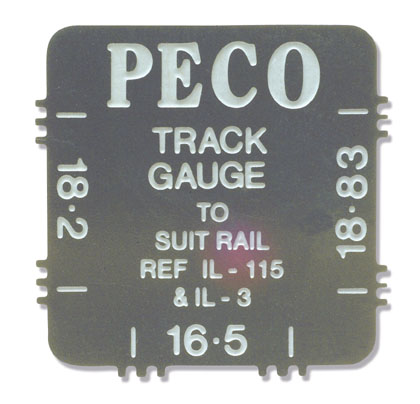 PECO
TRACK
GAUGE
TO
SUIT RAIL
REF IL - 115
& IL - 3
18·2
18·83
16·5